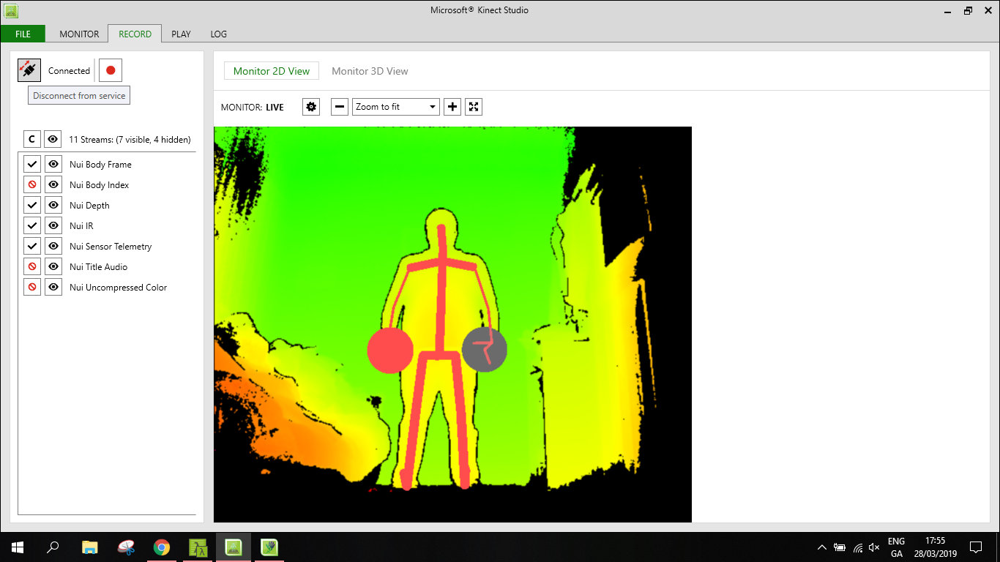 Microsoft® Kinect Studio
FILE MONITOR RECORD PLAY LOG
Connected
Disconnect from service
C 11 Streams: (7 visible, 4 hidden)
Nui Body Frame
Nui Body Index
Nui Depth
Nui IR
Nui Sensor Telemetry
Nui Title Audio
Nui Uncompressed Color
Monitor 2D View Monitor 3D View
MONITOR: LIVE Zoom to fit
ENG 17:55
GA 28/03/2019